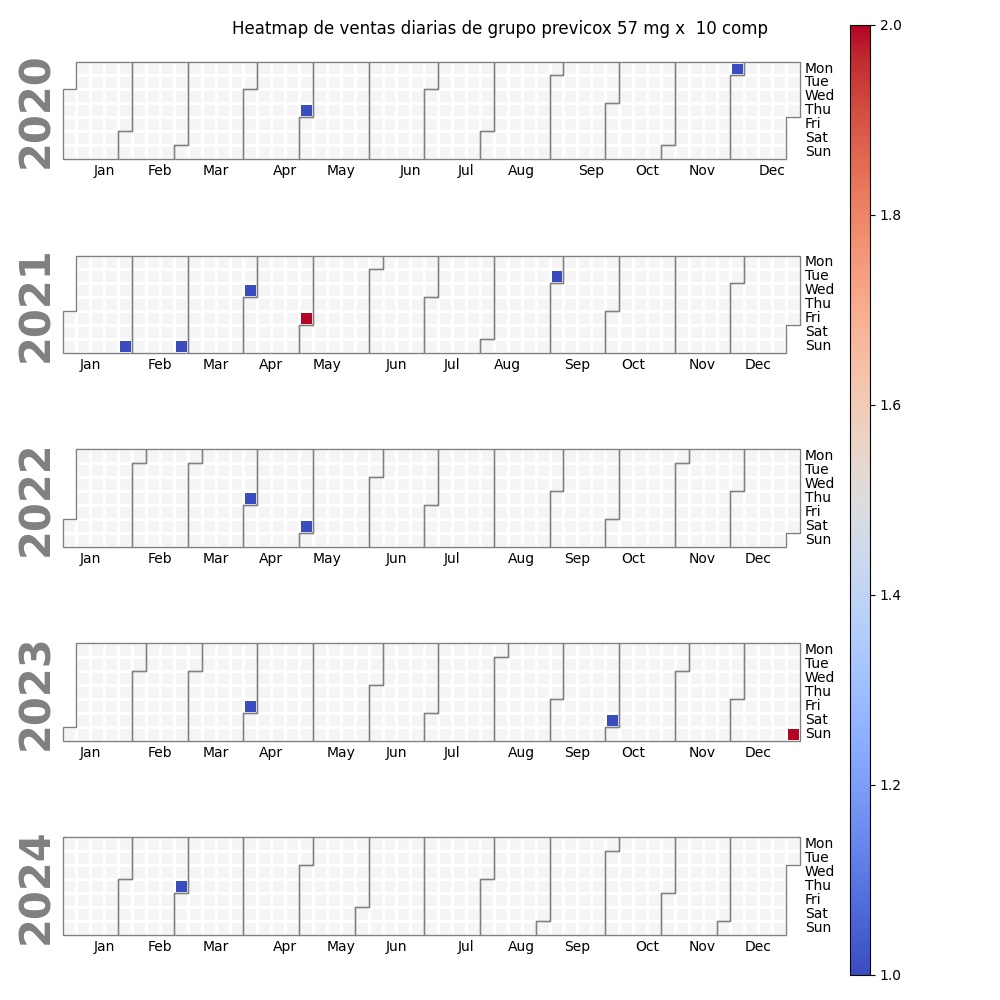 Heatmap de ventas diarias de grupo previcox 57 mg x  10 comp
2020
Mon
Tue
Wed
Thu
Fri
Sat
Sun
Jan Feb Mar Apr May Jun Jul Aug Sep Oct Nov Dec
2021
Mon
Tue
Wed
Thu
Fri
Sat
Sun
Jan Feb Mar Apr May Jun Jul Aug Sep Oct Nov Dec
2022
Mon
Tue
Wed
Thu
Fri
Sat
Sun
Jan Feb Mar Apr May Jun Jul Aug Sep Oct Nov Dec
2023
Mon
Tue
Wed
Thu
Fri
Sat
Sun
Jan Feb Mar Apr May Jun Jul Aug Sep Oct Nov Dec
2024
Mon
Tue
Wed
Thu
Fri
Sat
Sun
Jan Feb Mar Apr May Jun Jul Aug Sep Oct Nov Dec
2.0
1.8
1.6
1.4
1.2
1.0